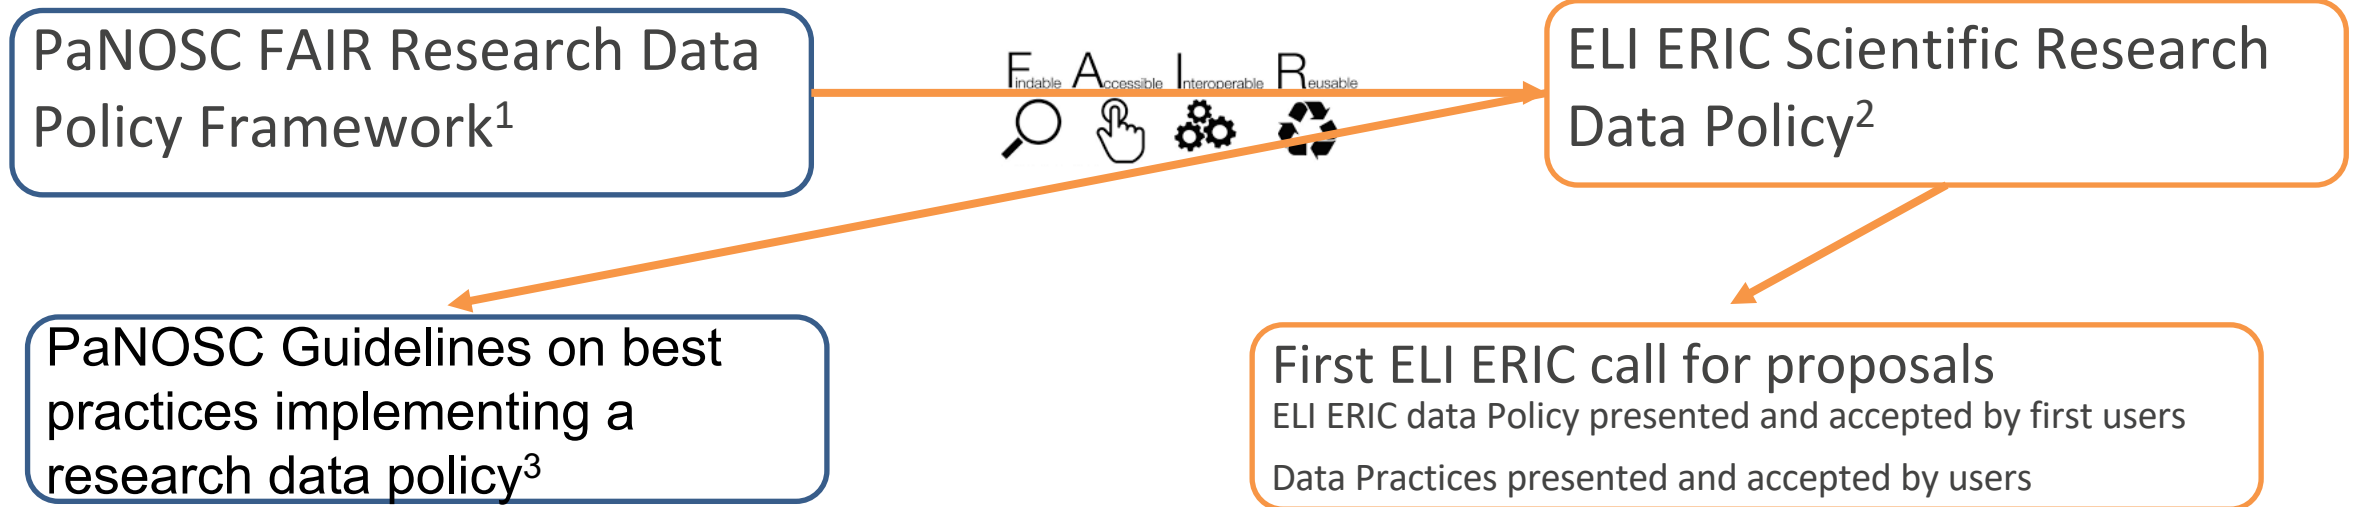 PaNOSC FAIR Research Data
Policy Framework¹
Findable Accessible Interoperable Reusable
ELI ERIC Scientific Research
Data Policy²
PaNOSC Guidelines on best
practices implementing a
research data policy³
First ELI ERIC call for proposals
ELI ERIC data Policy presented and accepted by first users
Data Practices presented and accepted by users